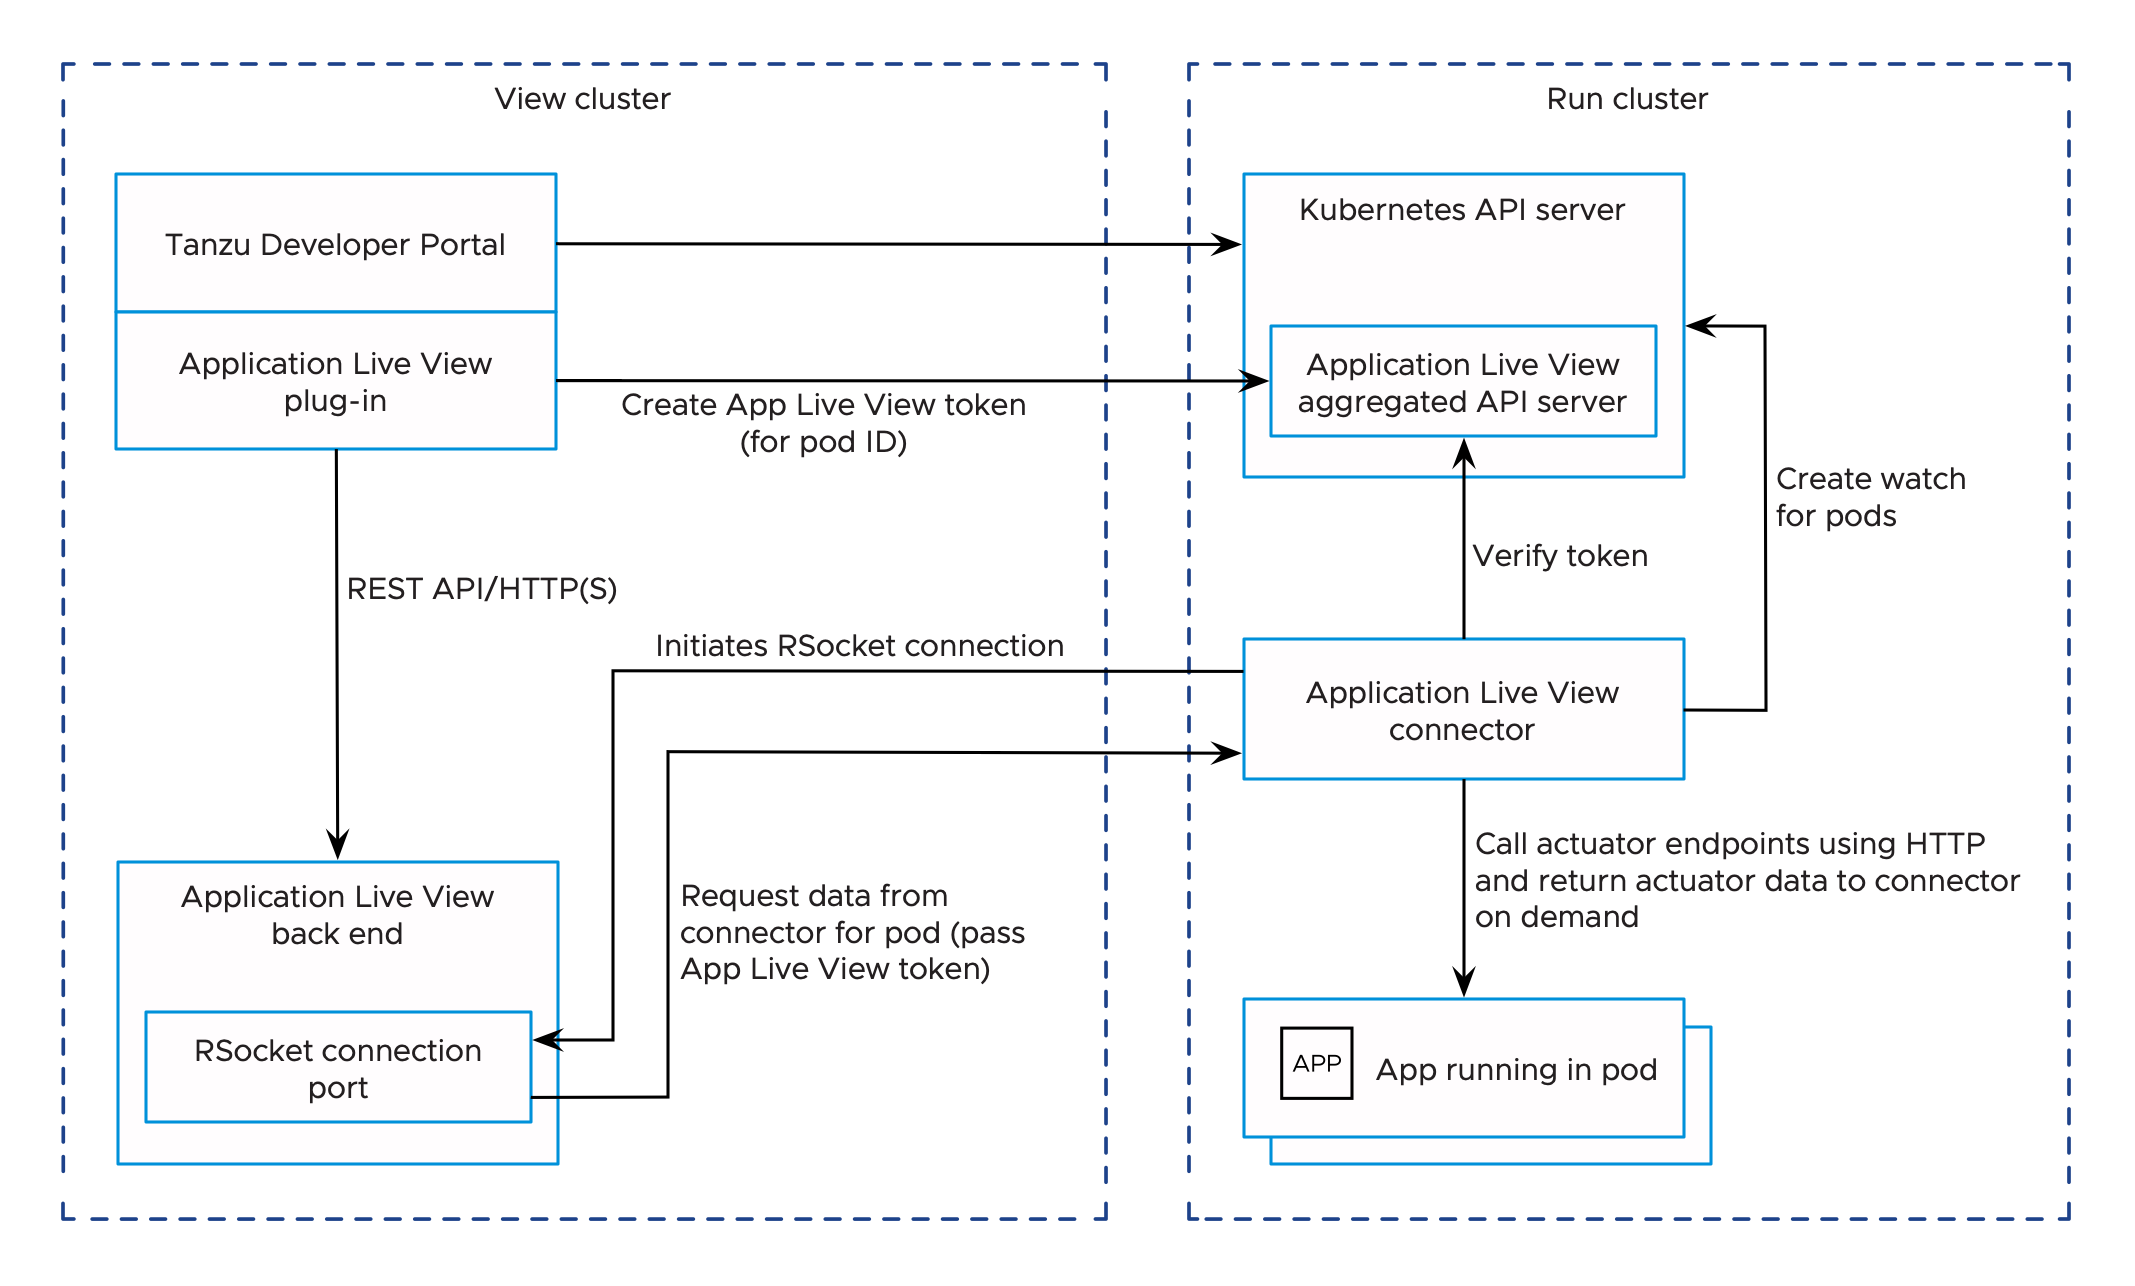 View cluster
Run cluster
Tanzu Developer Portal
Kubernetes API server
Application Live View
plug-in
Create App Live View token
(for pod ID)
Application Live View
aggregated API server
Create watch
for pods
Verify token
REST API/HTTP(S)
Initiates RSocket connection
Application Live View
connector
Call actuator endpoints using HTTP
and return actuator data to connector
on demand
Application Live View
back end
Request data from
connector for pod (pass
App Live View token)
RSocket connection
port
APP
App running in pod